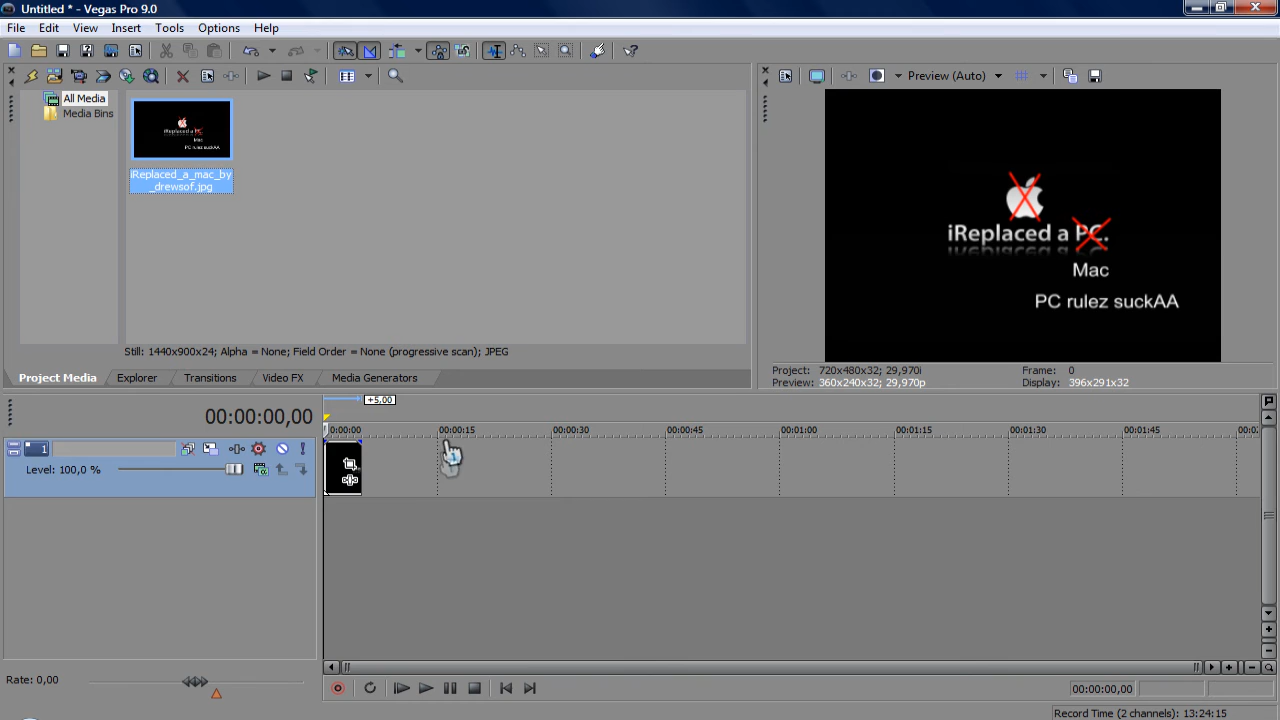 Untitled * - Vegas Pro 9.0
File Edit View Insert Tools Options Help
Preview (Auto)
All Media
Media Bins
iReplaced_a_mac_by
_drewsof.jpg
iReplaced a PC.
Mac
PC rulez suckAA
Still: 1440x900x24; Alpha = None; Field Order = None (progressive scan); JPEG
Project: 720x480x32; 29,970i
Frame: 0
Preview: 360x240x32; 29,970p
Display: 396x291x32
Project Media Explorer Transitions Video FX Media Generators
+5,00
00:00:00,00
00:00:00 00:00:15 00:00:30 00:00:45 00:01:00 00:01:15 00:01:30 00:01:45
1
Level: 100,0 %
Rate: 0,00
00:00:00,00
Record Time (2 channels): 13:24:15